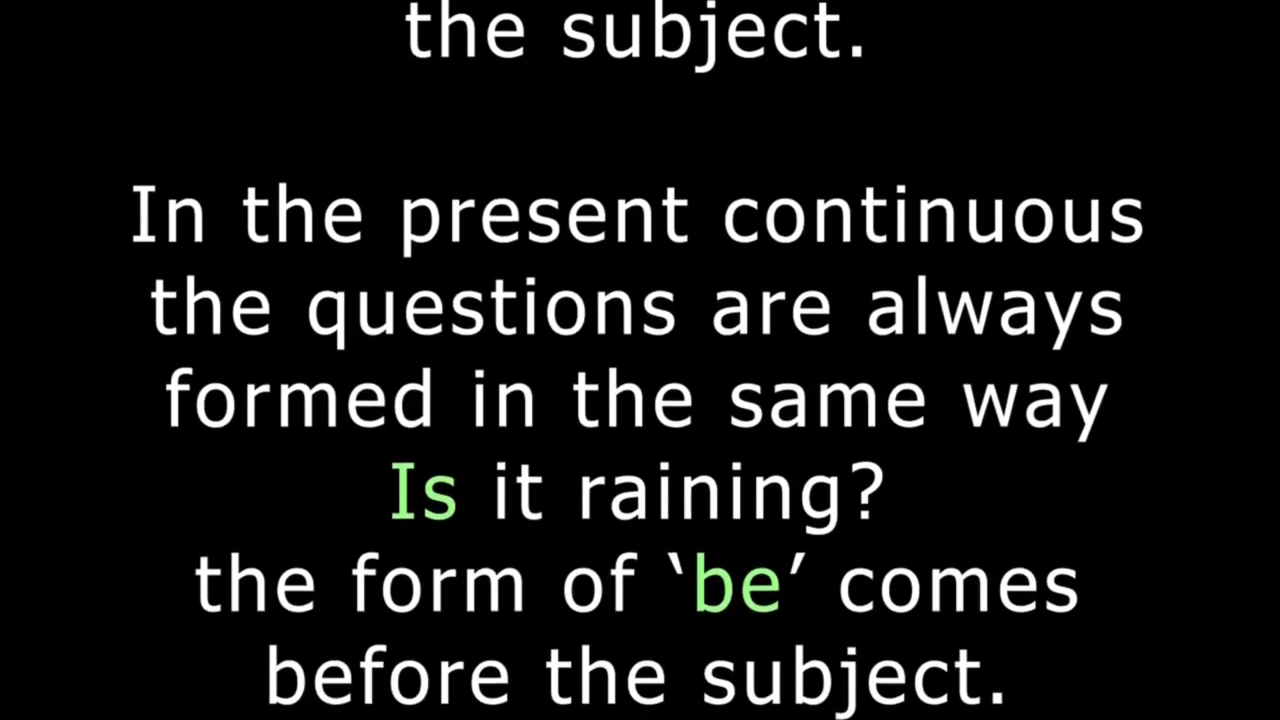 the subject.
In the present continuous
the questions are always
formed in the same way
Is it raining?
the form of ‘be’ comes
before the subject.